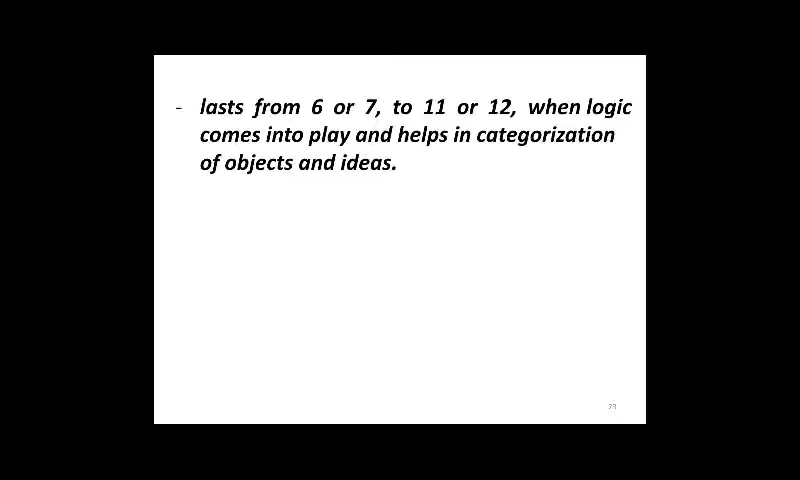 - lasts from 6 or 7, to 11 or 12, when logic
comes into play and helps in categorization
of objects and ideas.
23